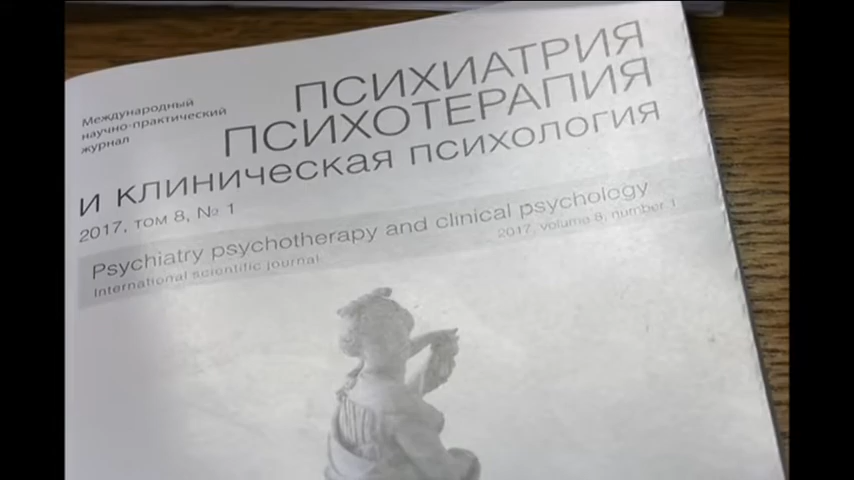 Международный
научно-практический
журнал
ПСИХИАТРИЯ
ПСИХОТЕРАПИЯ
И КЛИНИЧЕСКАЯ ПСИХОЛОГИЯ
2017, том 8, № 1
Psychiatry psychotherapy and clinical psychology
International scientific journal
2017, volume 8, number 1